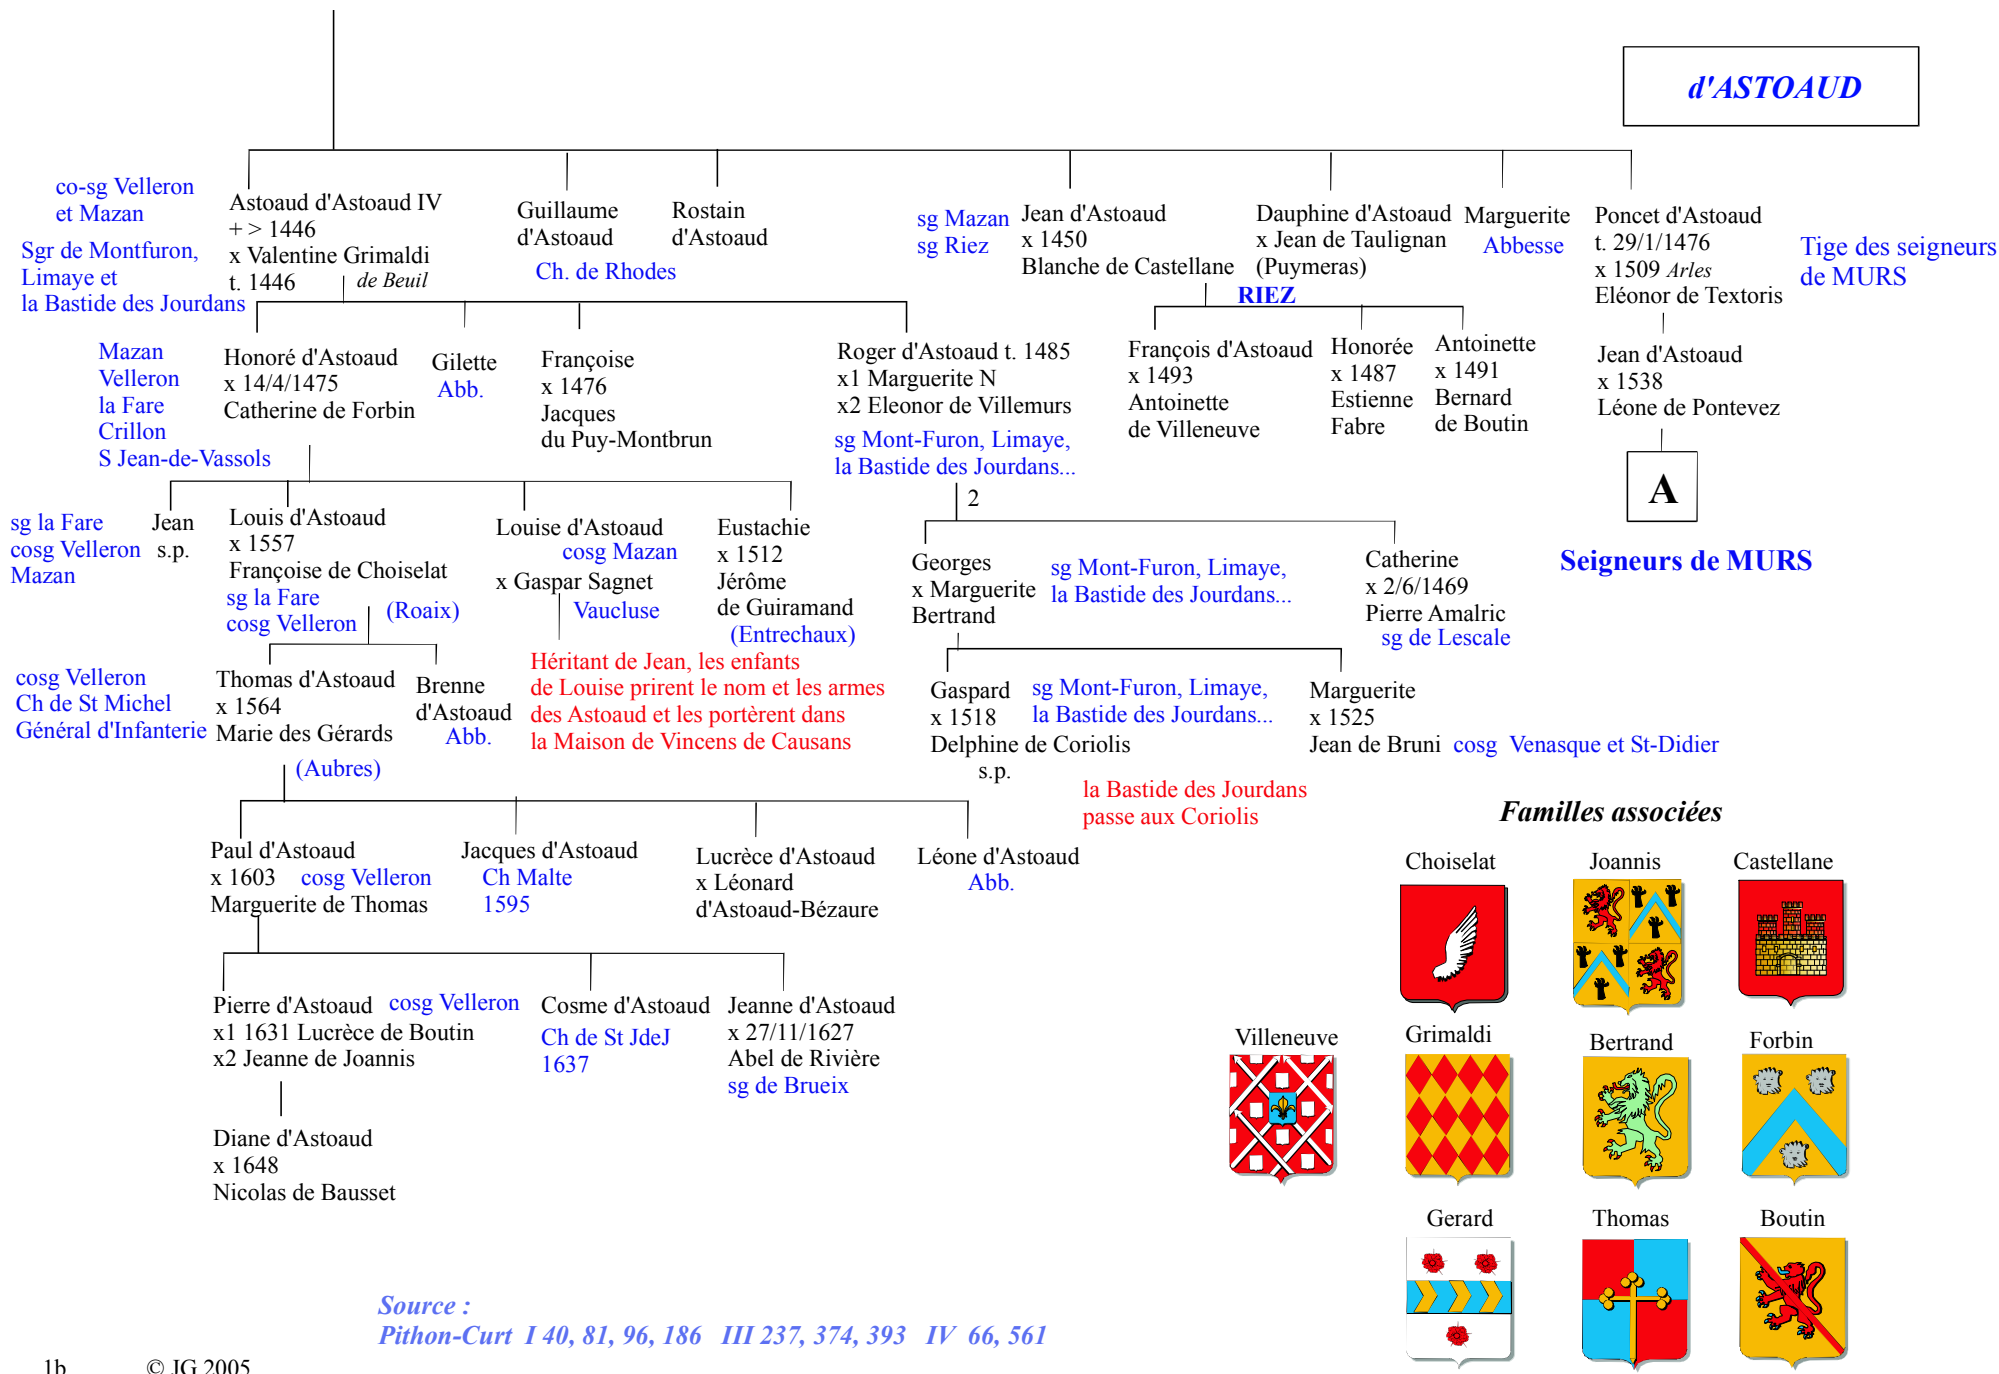 d'ASTOAUD
co-sg Velleron
et Mazan
Sgr de Montfuron,
Limaye et
la Bastide des Jourdans
Astoaud d'Astoaud IV
+ > 1446
x Valentine Grimaldi
t. 1446 de Beuil
Guillaume
d'Astoaud
Ch. de Rhodes
Rostain
d'Astoaud
sg Mazan
sg Riez
Jean d'Astoaud
x 1450
Blanche de Castellane
Dauphine d'Astoaud
x Jean de Taulignan
(Puymeras)
RIEZ
Marguerite
Abbesse
Poncet d'Astoaud
t. 29/1/1476
x 1509 Arles
Eléonor de Textoris
Tige des seigneurs
de MURS
Mazan
Velleron
la Fare
Crillon
S Jean-de-Vassols
Honoré d'Astoaud
x 14/4/1475
Catherine de Forbin
Gilette
Abb.
Françoise
x 1476
Jacques
du Puy-Montbrun
Roger d'Astoaud t. 1485
x1 Marguerite N
x2 Eleonor de Villemurs
sg Mont-Furon, Limaye,
la Bastide des Jourdans...
2
François d'Astoaud
x 1493
Antoinette
de Villeneuve
Honorée
x 1487
Estienne
Fabre
Antoinette
x 1491
Bernard
de Boutin
Jean d'Astoaud
x 1538
Léone de Pontevez
A
Seigneurs de MURS
sg la Fare
cosg Velleron
Mazan
Jean
s.p.
Louis d'Astoaud
x 1557
Françoise de Choiselat
sg la Fare
cosg Velleron
(Roaix)
Louise d'Astoaud
cosg Mazan
x Gaspar Sagnet
Vaucluse
Eustachie
x 1512
Jérôme
de Guiramand
(Entrechaux)
Georges
x Marguerite
Bertrand
sg Mont-Furon, Limaye,
la Bastide des Jourdans...
Catherine
x 2/6/1469
Pierre Amalric
sg de Lescale
cosg Velleron
Ch de St Michel
Général d'Infanterie
Thomas d'Astoaud
x 1564
Marie des Gérards
(Aubres)
Brenne
d'Astoaud
Abb.
Héritant de Jean, les enfants
de Louise prirent le nom et les armes
des Astoaud et les portèrent dans
la Maison de Vincens de Causans
Gaspard
x 1518
Delphine de Coriolis
s.p.
sg Mont-Furon, Limaye,
la Bastide des Jourdans...
Marguerite
x 1525
Jean de Bruni cosg Venasque et St-Didier
la Bastide des Jourdans
passe aux Coriolis
Paul d'Astoaud
x 1603 cosg Velleron
Marguerite de Thomas
Jacques d'Astoaud
Ch Malte
1595
Lucrèce d'Astoaud
x Léonard
d'Astoaud-Bézaure
Léone d'Astoaud
Abb.
Pierre d'Astoaud cosg Velleron
x1 1631 Lucrèce de Boutin
x2 Jeanne de Joannis
Cosme d'Astoaud
Ch de St JdeJ
1637
Jeanne d'Astoaud
x 27/11/1627
Abel de Rivière
sg de Brueix
Diane d'Astoaud
x 1648
Nicolas de Bausset
Familles associées
Choiselat
Joannis
Castellane
Villeneuve
Grimaldi
Bertrand
Forbin
Gerard
Thomas
Boutin
Source :
Pithon-Curt I 40, 81, 96, 186 III 237, 374, 393 IV 66, 561
1b © JG 2005